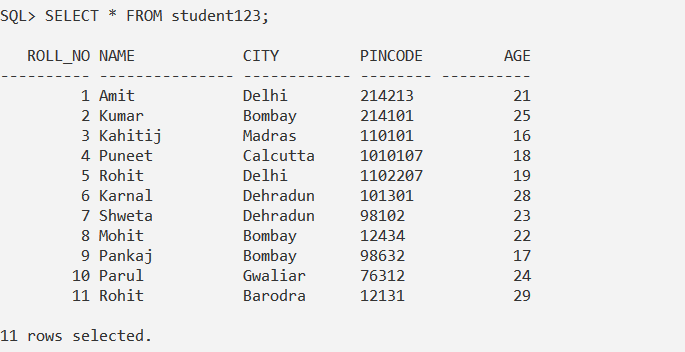 SQL> SELECT * FROM student123;
ROLL_NO NAME CITY PINCODE AGE
---------- --------------- ------------ -------- ----------
1 Amit Delhi 214213 21
2 Kumar Bombay 214101 25
3 Kahitij Madras 110101 16
4 Puneet Calcutta 1010107 18
5 Rohit Delhi 1102207 19
6 Karnal Dehradun 101301 28
7 Shweta Dehradun 98102 23
8 Mohit Bombay 12434 22
9 Pankaj Bombay 98632 17
10 Parul Gwaliar 76312 24
11 Rohit Barodra 12131 29
11 rows selected.